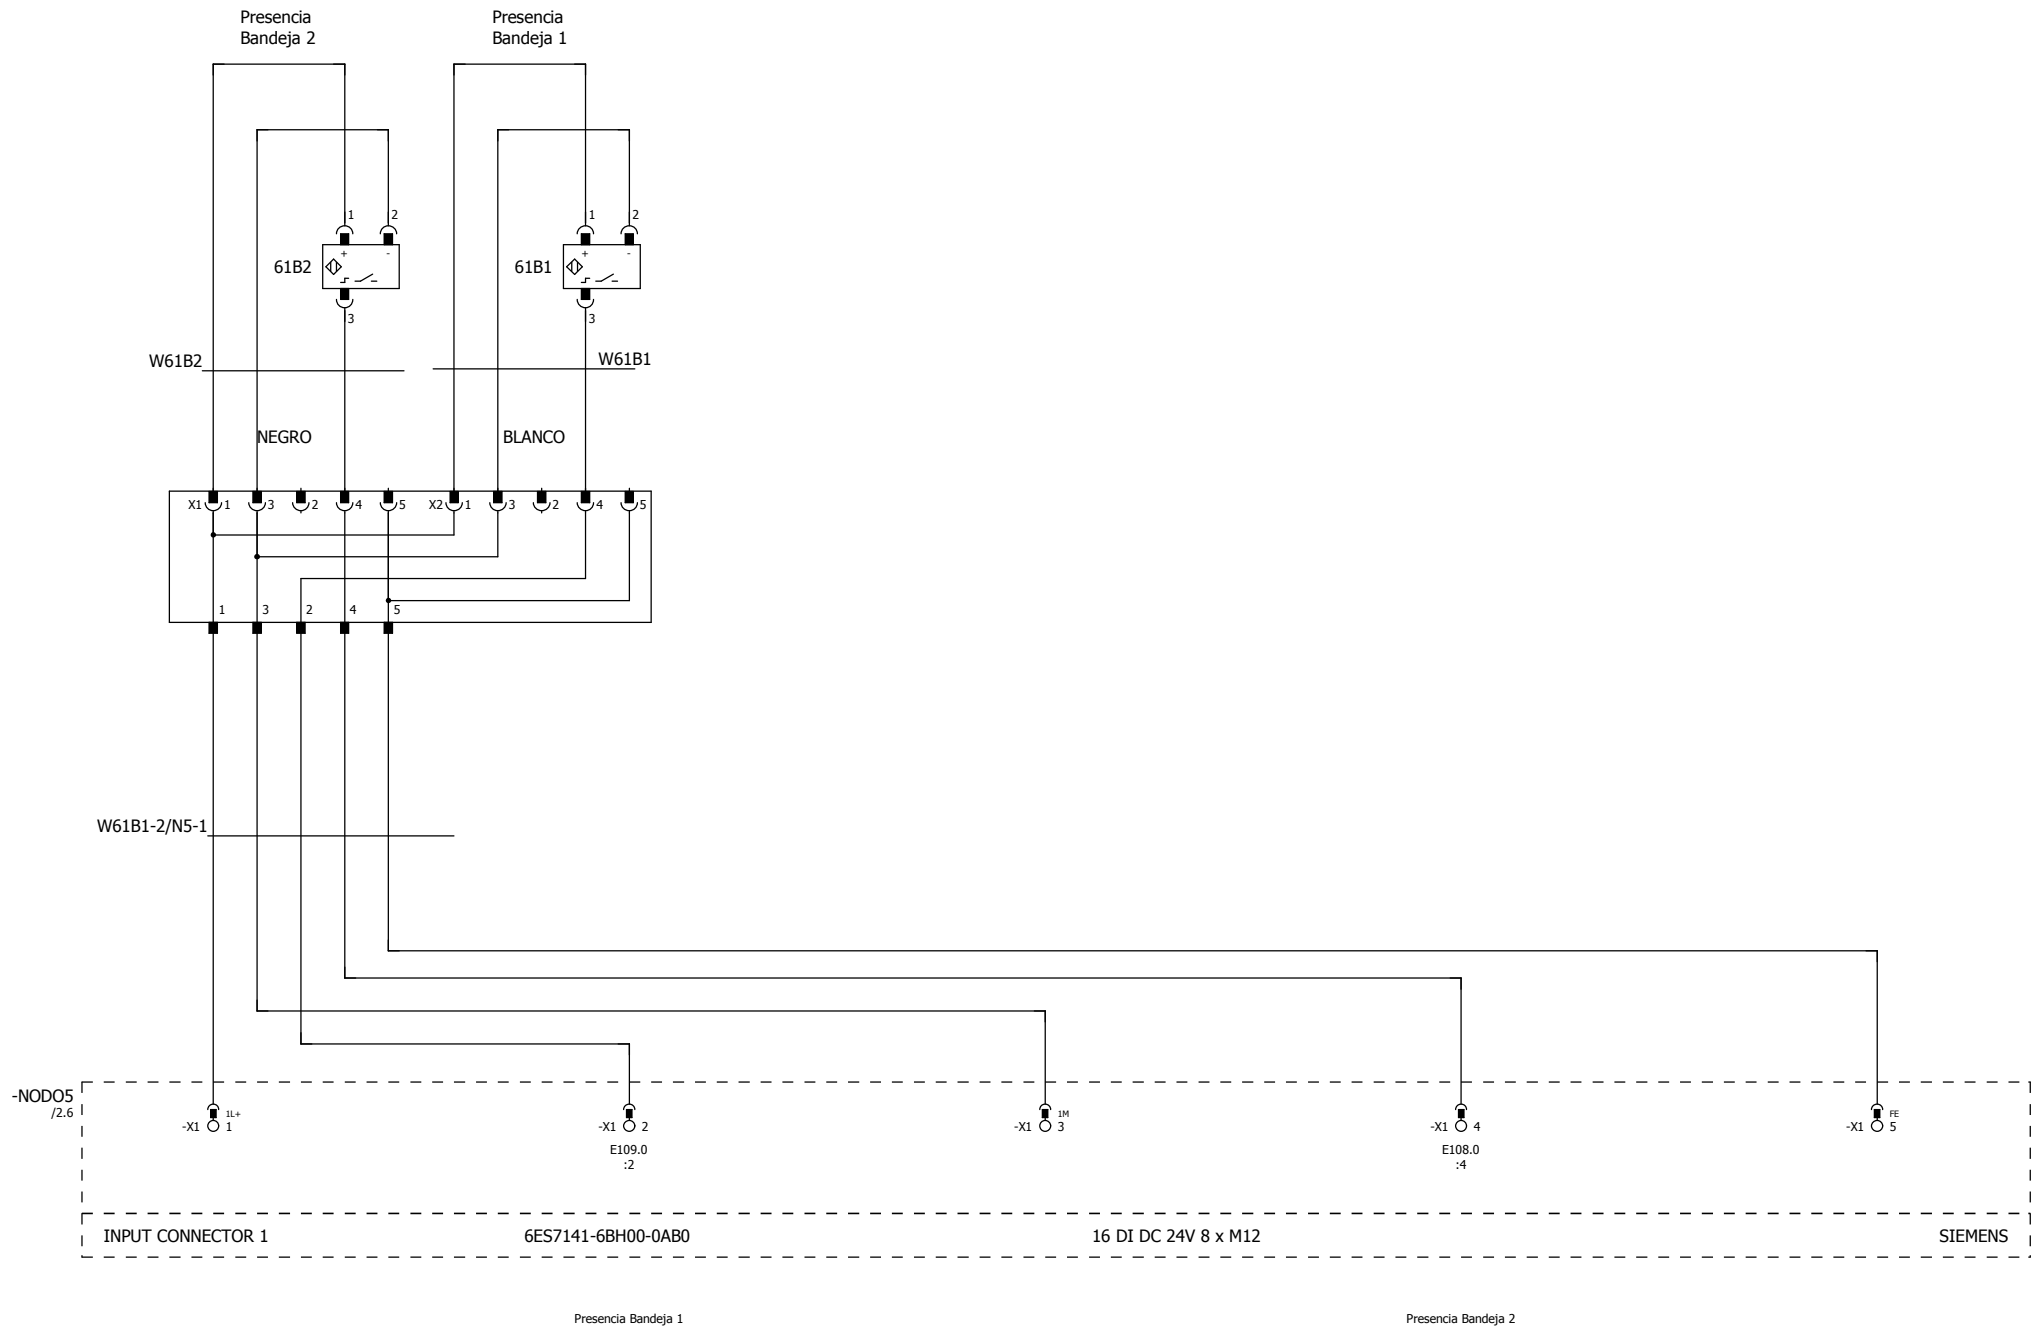 Presencia
Bandeja 2
Presencia
Bandeja 1
1 2 1 2
+ - + -
61B2 61B1
3 3
W61B2 W61B1
NEGRO BLANCO
X1 1 3 2 4 5 X2 1 3 2 4 5
1 3 2 4 5
W61B1-2/N5-1
-NODO5
/2.6
1L+ 1M FE
-X1 1 -X1 2 -X1 3 -X1 4 -X1 5
E109.0 E108.0
:2 :4
INPUT CONNECTOR 1 6ES7141-6BH00-0AB0 16 DI DC 24V 8 x M12 SIEMENS
Presencia Bandeja 1 Presencia Bandeja 2